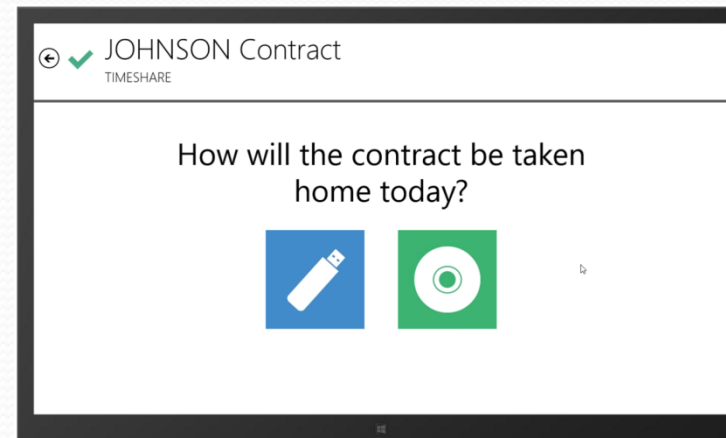 JOHNSON Contract
TIMESHARE
How will the contract be taken
home today?